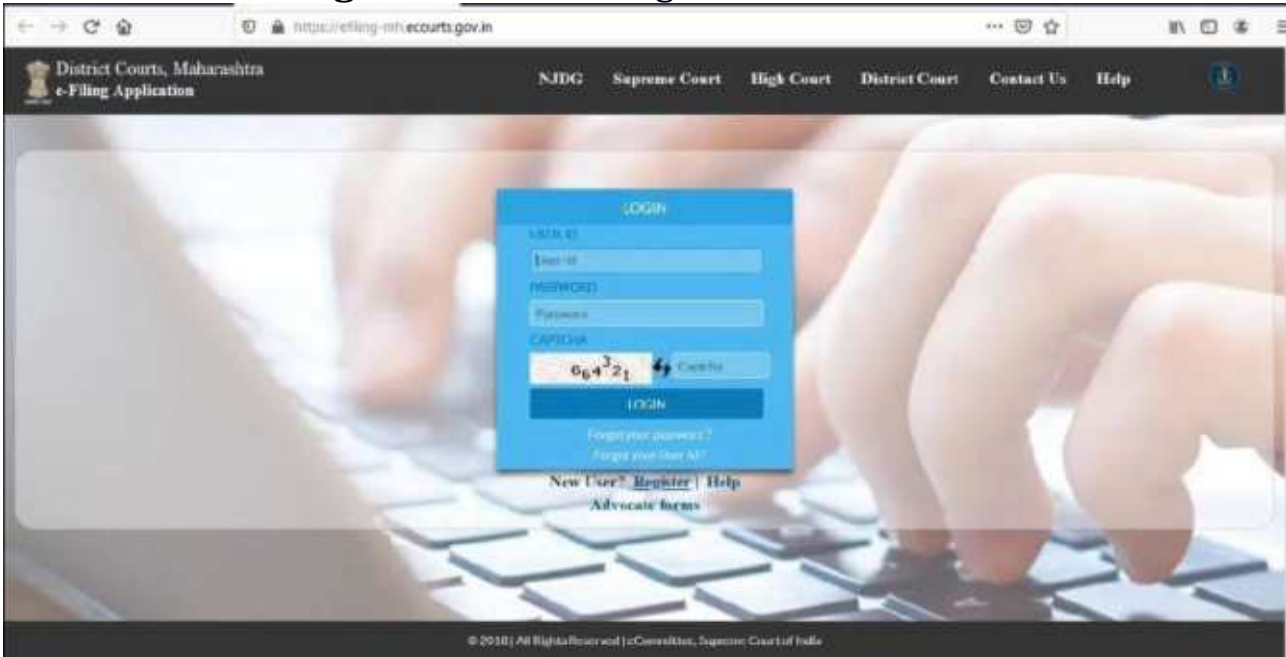 https://efiling-mh.ecourts.gov.in
District Courts, Maharashtra
e-Filing Application
NJDG Supreme Court High Court District Court Contact Us Help
LOGIN
USER ID
User-id
PASSWORD
Password
CAPTCHA
664321 Captcha
LOGIN
Forgot your password ?
Forgot your User Id?
New User? Register | Help
Advocate forms
© 2018 | All Rights Reserved | eCommittee, Supreme Court of India